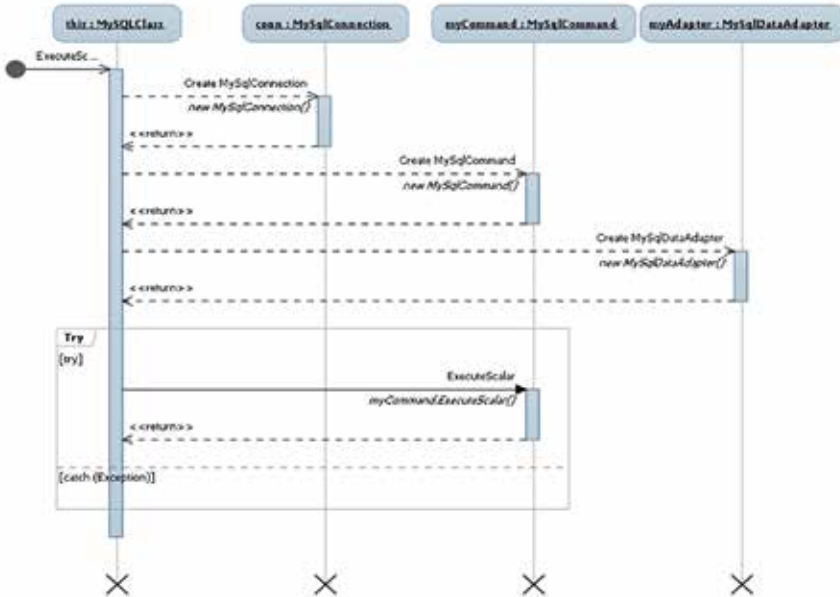 this : MySQLClass
conn : MySqlConnection
myCommand : MySqlCommand
myAdapter : MySqlDataAdapter
ExecuteSc ...
Create MySqlConnection
new MySqlConnection()
< <return> >
Create MySqlCommand
new MySqlCommand()
< <return> >
Create MySqlDataAdapter
new MySqlDataAdapter()
< <return> >
Try
[try]
ExecuteScalar
myCommand.ExecuteScalar()
< <return> >
[catch (Exception)]